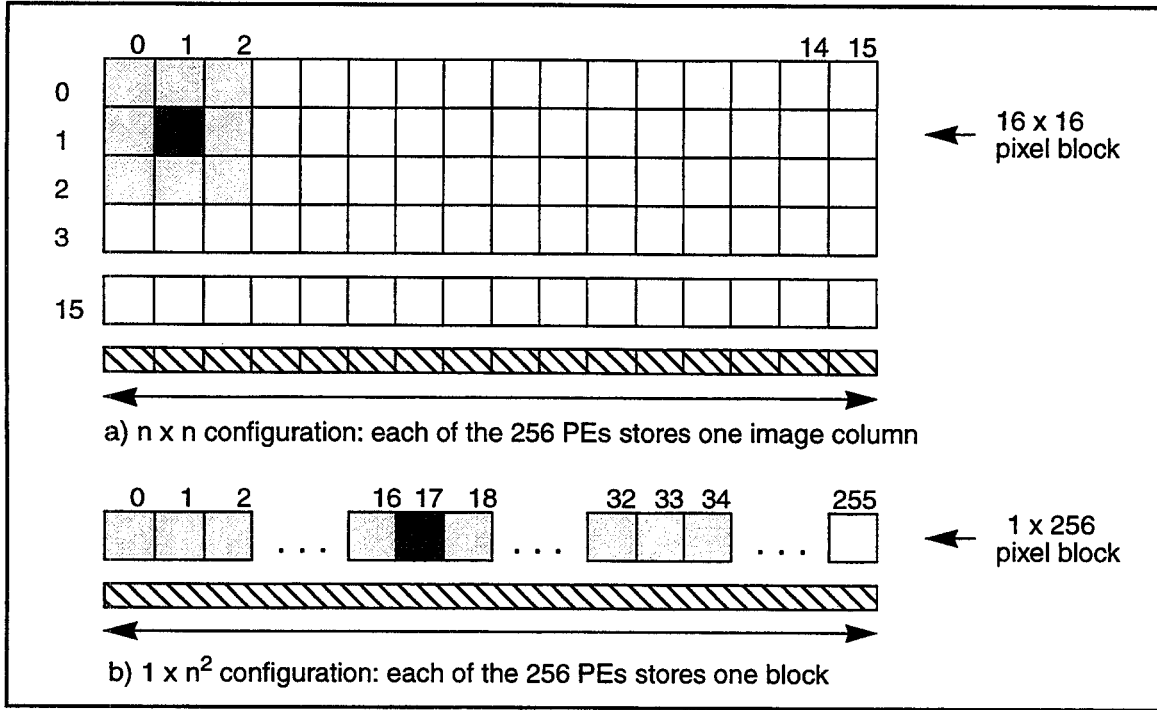 0 1 2 14 15
0
1
2
3
15
16 x 16
pixel block
a) n x n configuration: each of the 256 PEs stores one image column
0 1 2 16 17 18 32 33 34 255
. . . . . . . . .
1 x 256
pixel block
b) 1 x n² configuration: each of the 256 PEs stores one block